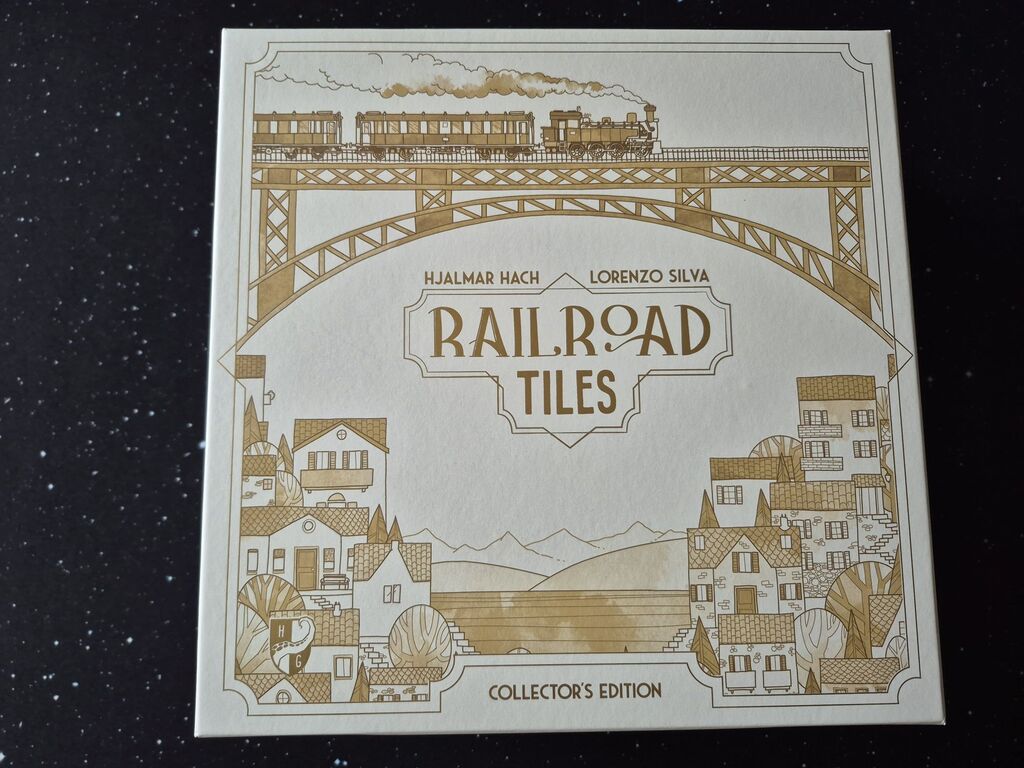 HJALMAR HACH LORENZO SILVA
RAILROAD
TILES
H
G
COLLECTOR'S EDITION